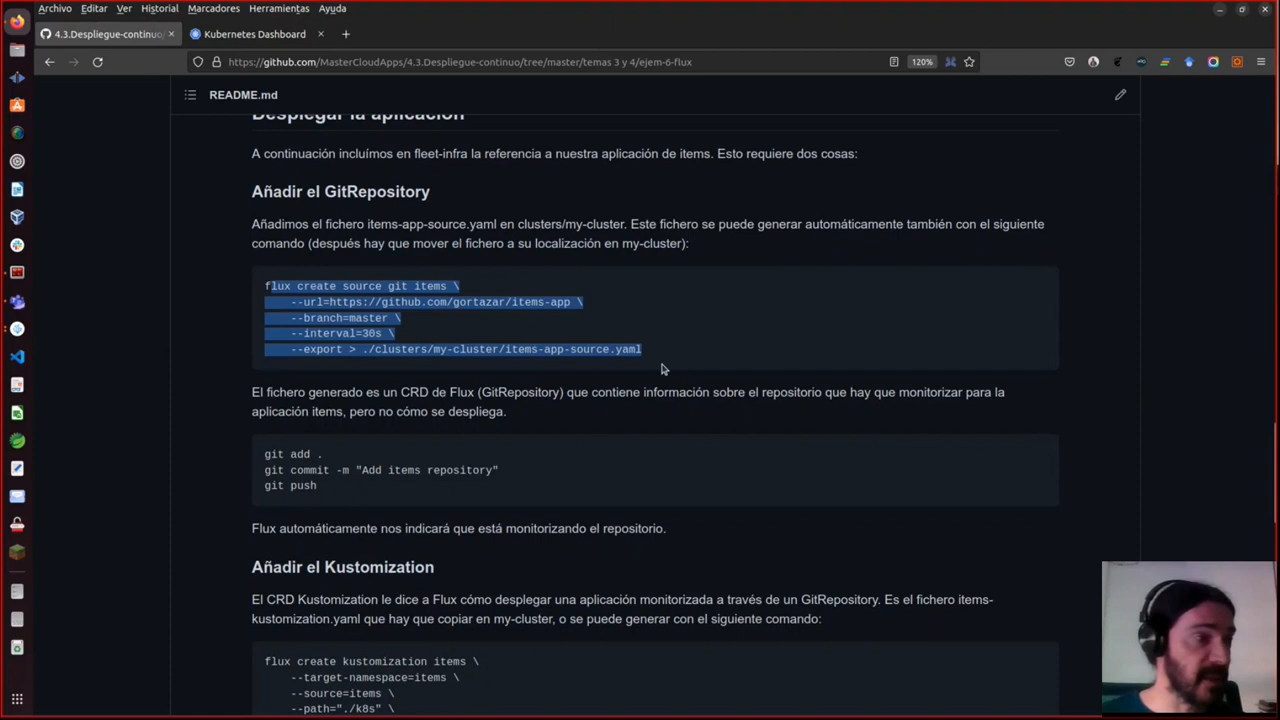 Archivo Editar Ver Historial Marcadores Herramientas Ayuda
4.3.Despliegue-continuo/
Kubernetes Dashboard
https://github.com/MasterCloudApps/4.3.Despliegue-continuo/tree/master/temas 3 y 4/ejem-6-flux
120%
README.md
Desplegar la aplicación
A continuación incluímos en fleet-infra la referencia a nuestra aplicación de items. Esto requiere dos cosas:
Añadir el GitRepository
Añadimos el fichero items-app-source.yaml en clusters/my-cluster. Este fichero se puede generar automáticamente también con el siguiente
comando (después hay que mover el fichero a su localización en my-cluster):
flux create source git items \
--url=https://github.com/gortazar/items-app \
--branch=master \
--interval=30s \
--export > ./clusters/my-cluster/items-app-source.yaml
El fichero generado es un CRD de Flux (GitRepository) que contiene información sobre el repositorio que hay que monitorizar para la
aplicación items, pero no cómo se despliega.
git add .
git commit -m "Add items repository"
git push
Flux automáticamente nos indicará que está monitorizando el repositorio.
Añadir el Kustomization
El CRD Kustomization le dice a Flux cómo desplegar una aplicación monitorizada a través de un GitRepository. Es el fichero items-
kustomization.yaml que hay que copiar en my-cluster, o se puede generar con el siguiente comando:
flux create kustomization items \
--target-namespace=items \
--source=items \
--path="./k8s" \